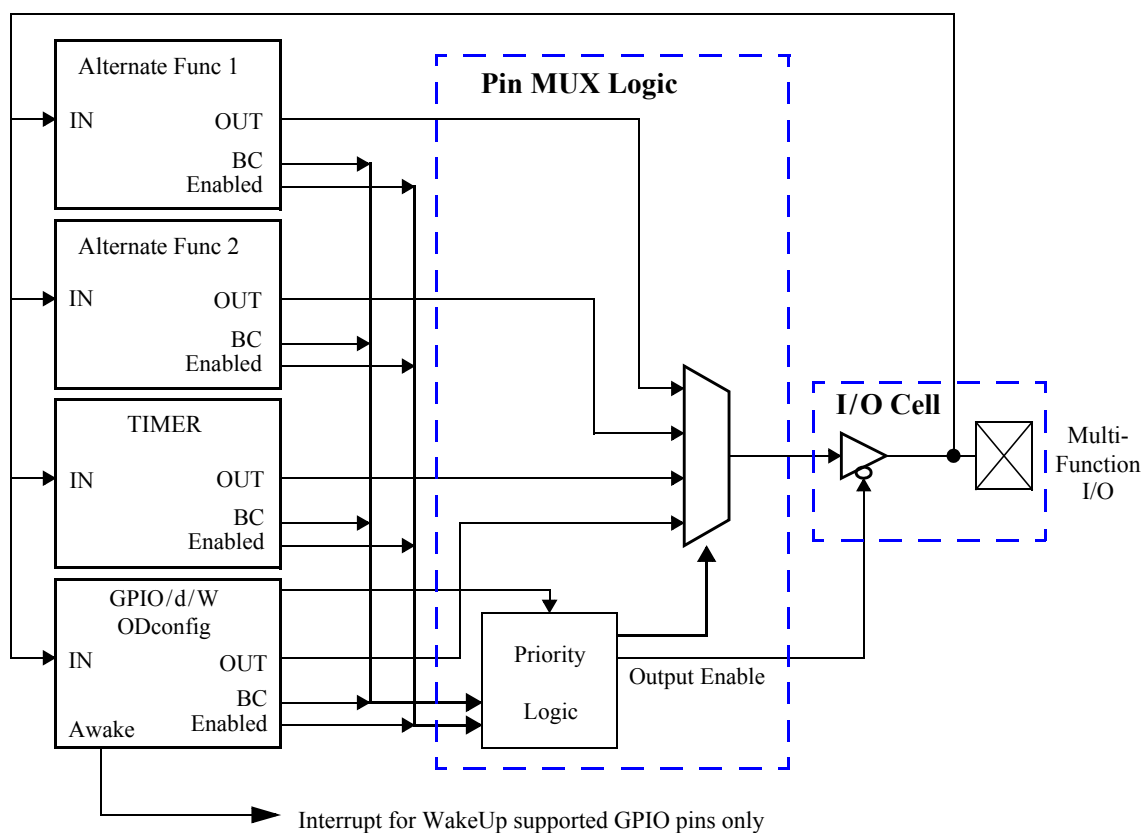 Alternate Func 1
IN
OUT
BC
Enabled
Alternate Func 2
IN
OUT
BC
Enabled
TIMER
IN
OUT
BC
Enabled
GPIO/d/W
ODconfig
IN
OUT
BC
Enabled
Awake
Interrupt for WakeUp supported GPIO pins only
Pin MUX Logic
Priority
Logic
Output Enable
I/O Cell
Multi-
Function
I/O